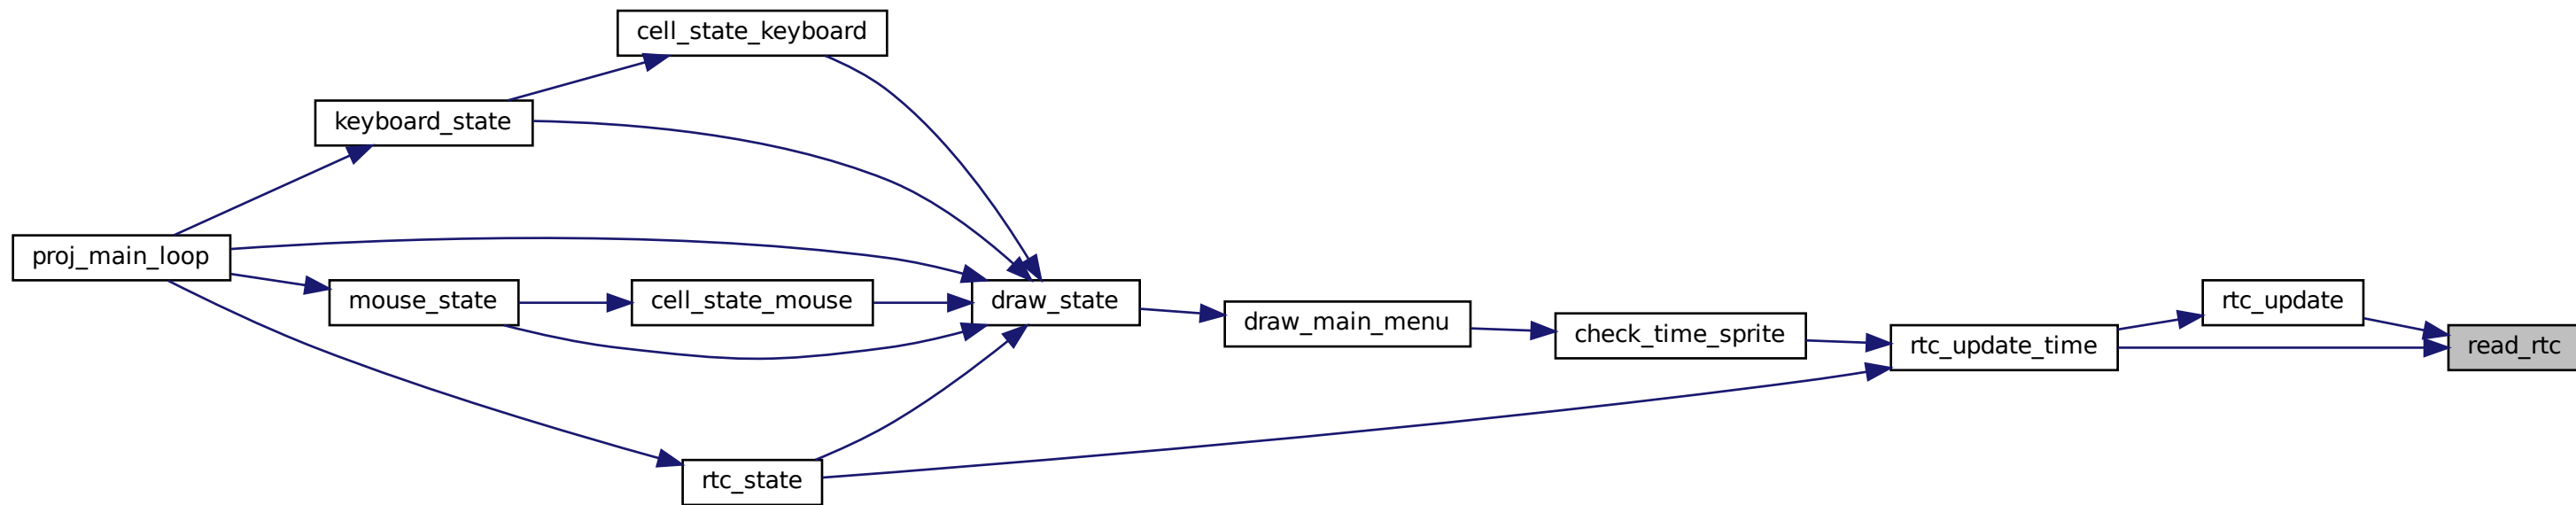 cell_state_keyboard
keyboard_state
proj_main_loop
mouse_state
cell_state_mouse
draw_state
draw_main_menu
check_time_sprite
rtc_update_time
rtc_update
read_rtc
rtc_state